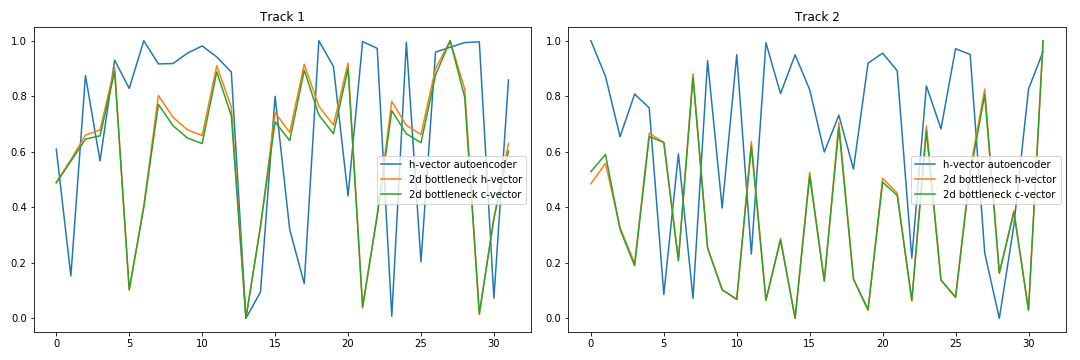 Track 1
1.0
0.8
0.6
0.4
0.2
0.0
h-vector autoencoder
2d bottleneck h-vector
2d bottleneck c-vector
0 5 10 15 20 25 30
Track 2
1.0
0.8
0.6
0.4
0.2
0.0
h-vector autoencoder
2d bottleneck h-vector
2d bottleneck c-vector
0 5 10 15 20 25 30